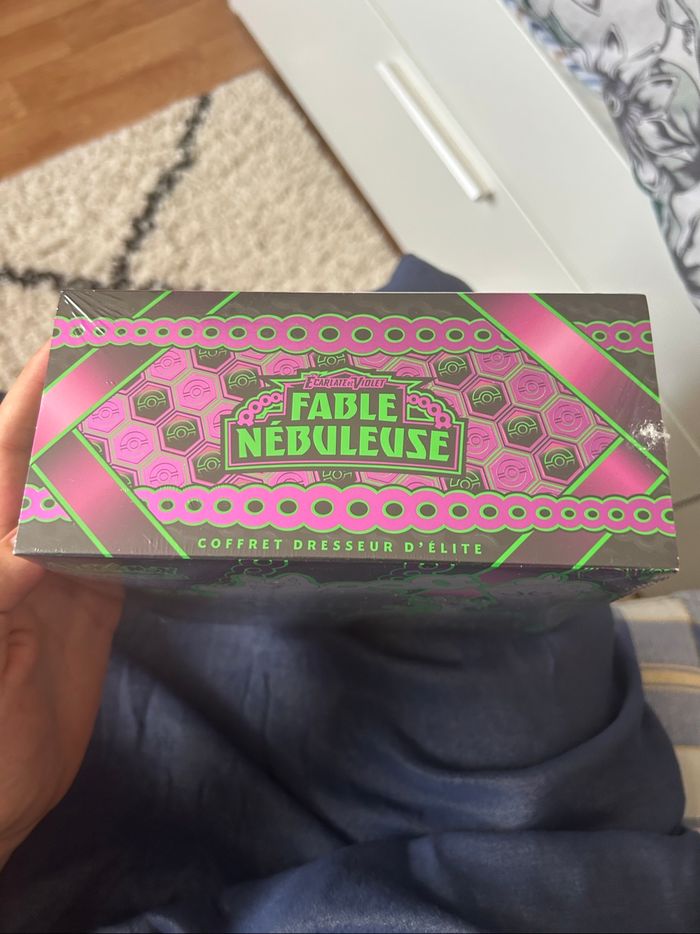 ÉCARLATE ET VIOLET
FABLE
NÉBULEUSE
COFFRET DRESSEUR D'ÉLITE